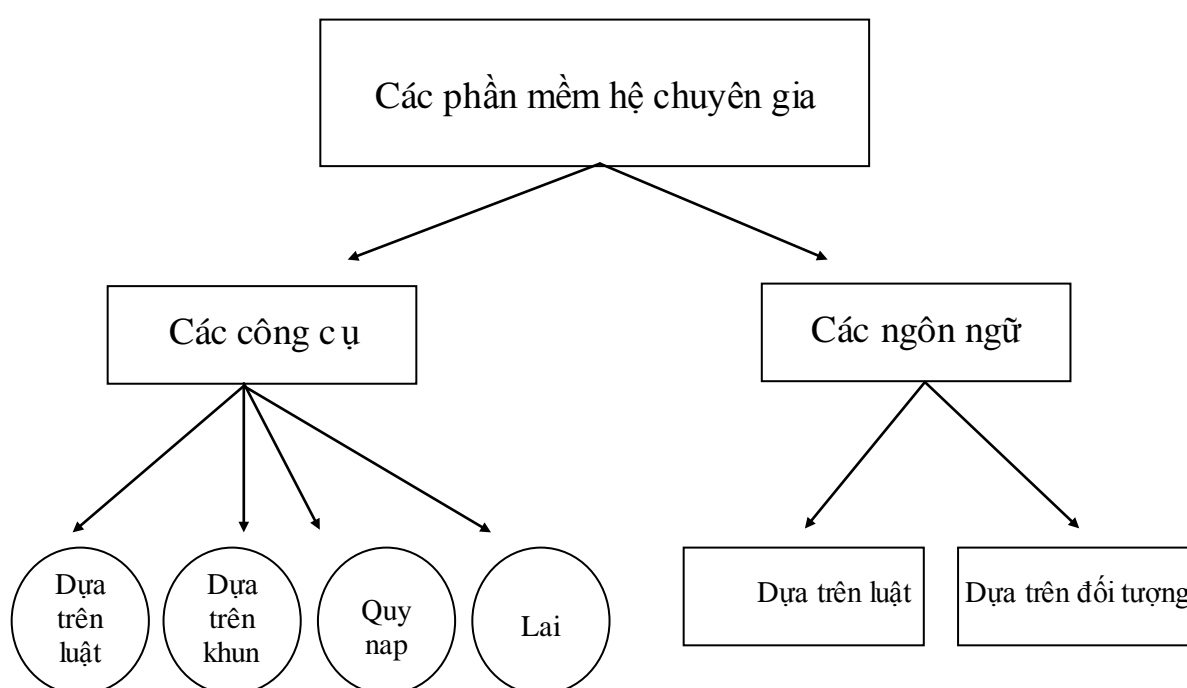 Các phần mềm hệ chuyên gia
Các công cụ
Các ngôn ngữ
Dựa
trên
luật
Dựa
trên
khun
Quy
nap
Lai
Dựa trên luật
Dựa trên đối tượng